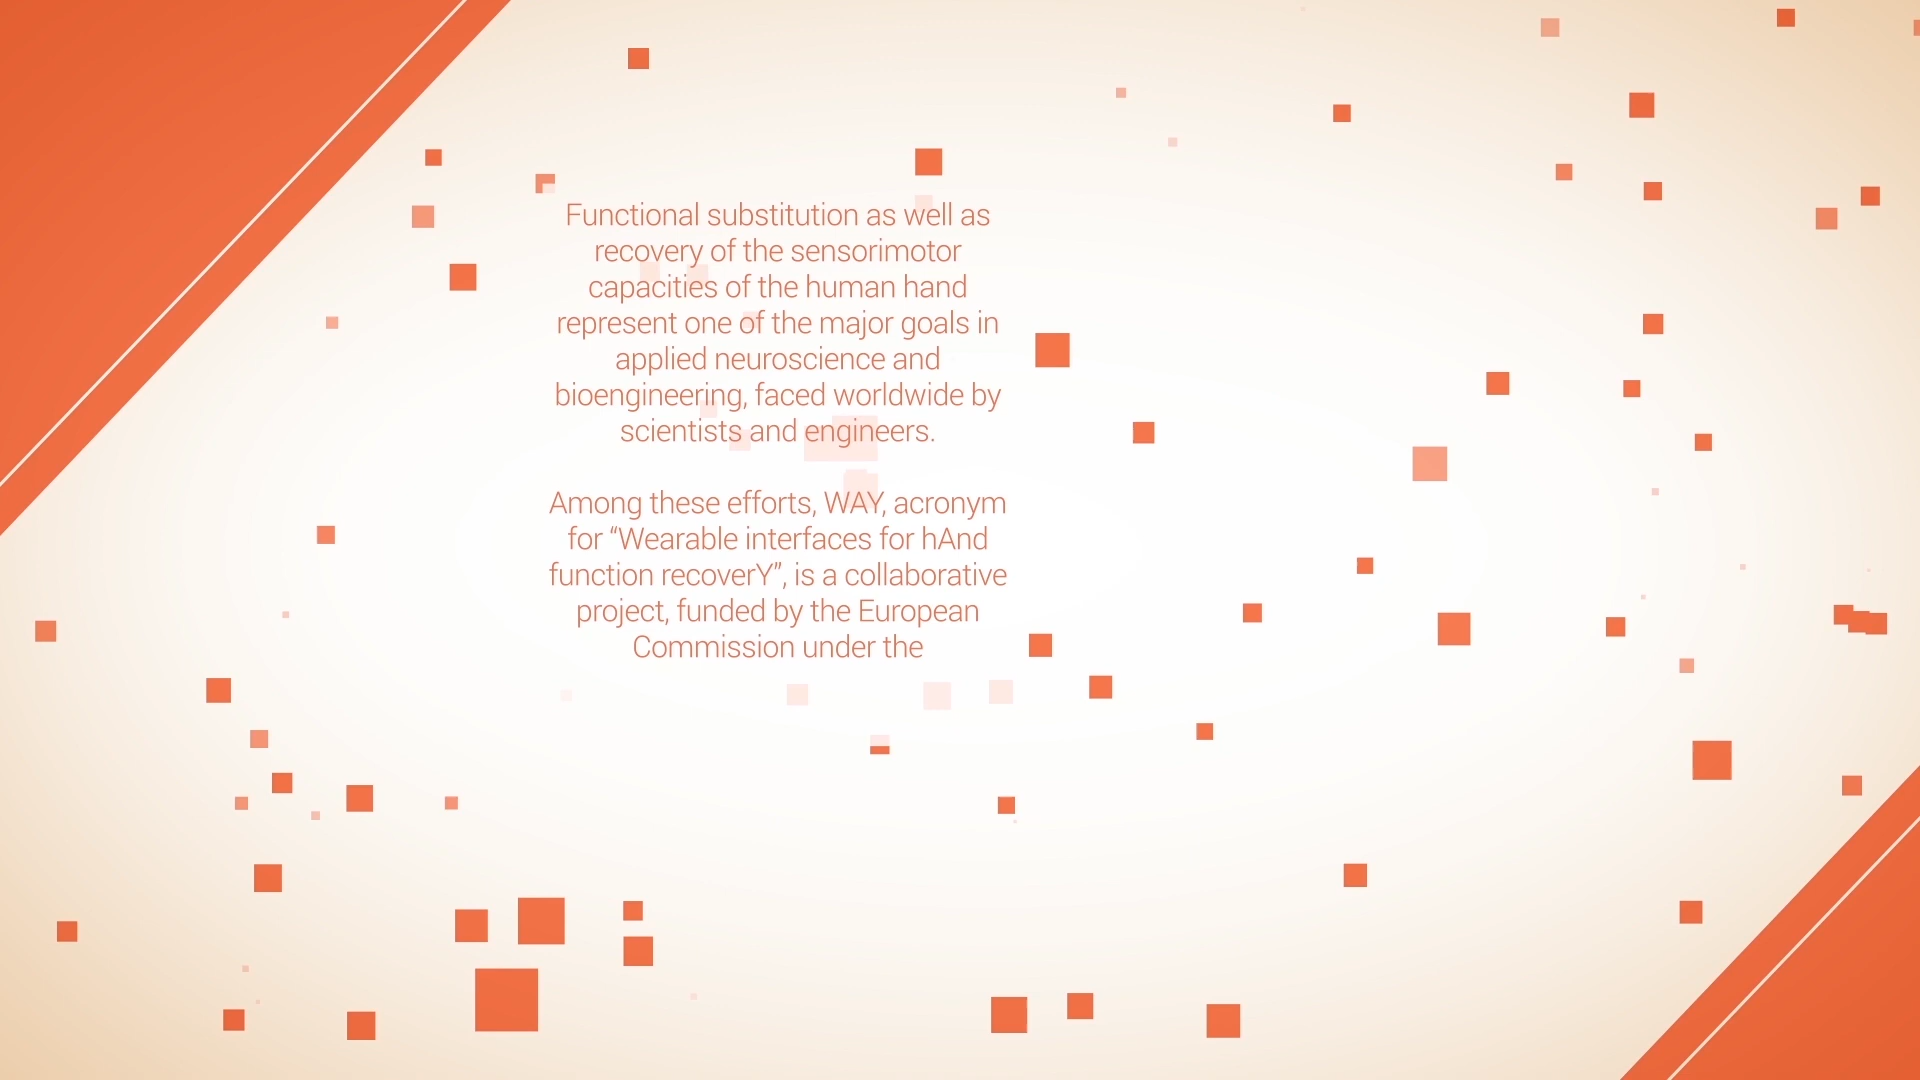 Functional substitution as well as
recovery of the sensorimotor
capacities of the human hand
represent one of the major goals in
applied neuroscience and
bioengineering, faced worldwide by
scientists and engineers.
Among these efforts, WAY, acronym
for “Wearable interfaces for hAnd
function recoverY”, is a collaborative
project, funded by the European
Commission under the